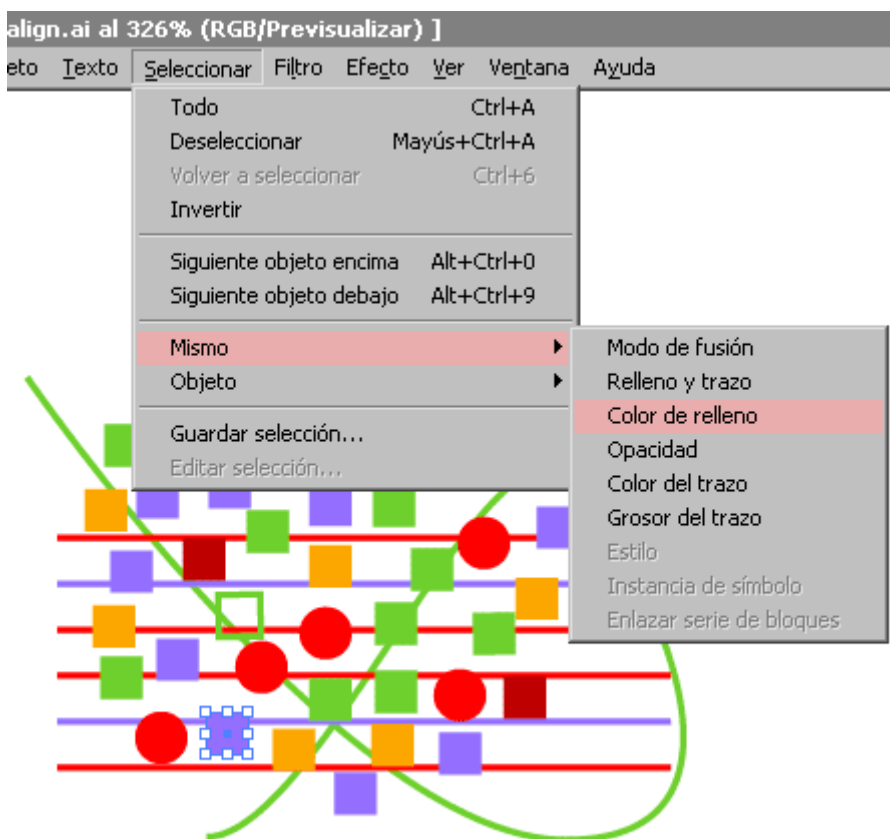 align.ai al 326% (RGB/Previsualizar) ]
eto Texto Seleccionar Filtro Efecto Ver Ventana Ayuda
Todo Ctrl+A
Deseleccionar Mayús+Ctrl+A
Volver a seleccionar Ctrl+6
Invertir
Siguiente objeto encima Alt+Ctrl+0
Siguiente objeto debajo Alt+Ctrl+9
Mismo
Objeto
Guardar selección...
Editar selección...
Modo de fusión
Relleno y trazo
Color de relleno
Opacidad
Color del trazo
Grosor del trazo
Estilo
Instancia de símbolo
Enlazar serie de bloques